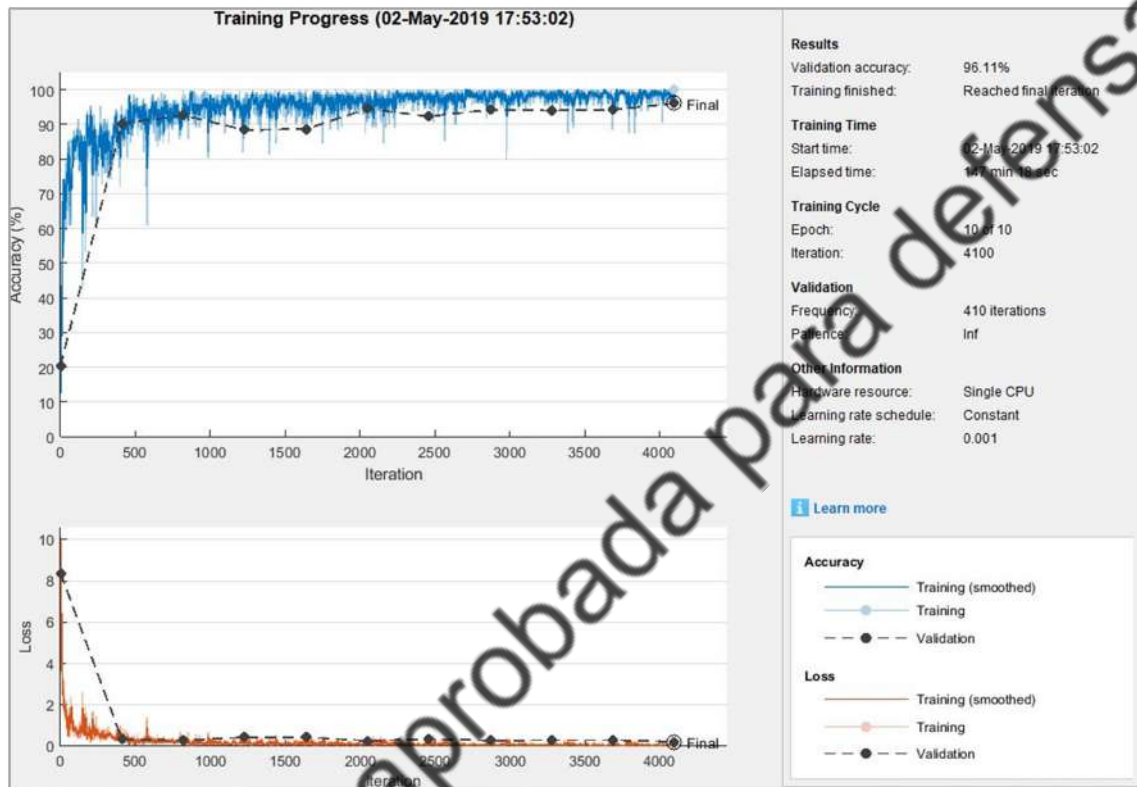 Training Progress (02-May-2019 17:53:02)
100
90
80
70
60
50
40
30
20
10
0
Accuracy (%)
Final
0 500 1000 1500 2000 2500 3000 3500 4000
Iteration
10
8
6
4
2
0
Loss
Final
0 500 1000 1500 2000 2500 3000 3500 4000
Iteration
Results
Validation accuracy: 96.11%
Training finished: Reached final iteration
Training Time
Start time: 02-May-2019 17:53:02
Elapsed time: 147 min 18 sec
Training Cycle
Epoch: 10 of 10
Iteration: 4100
Validation
Frequency: 410 iterations
Patience: Inf
Other Information
Hardware resource: Single CPU
Learning rate schedule: Constant
Learning rate: 0.001
i Learn more
Accuracy
Training (smoothed)
Training
Validation
Loss
Training (smoothed)
Training
Validation
aprobada para defensa